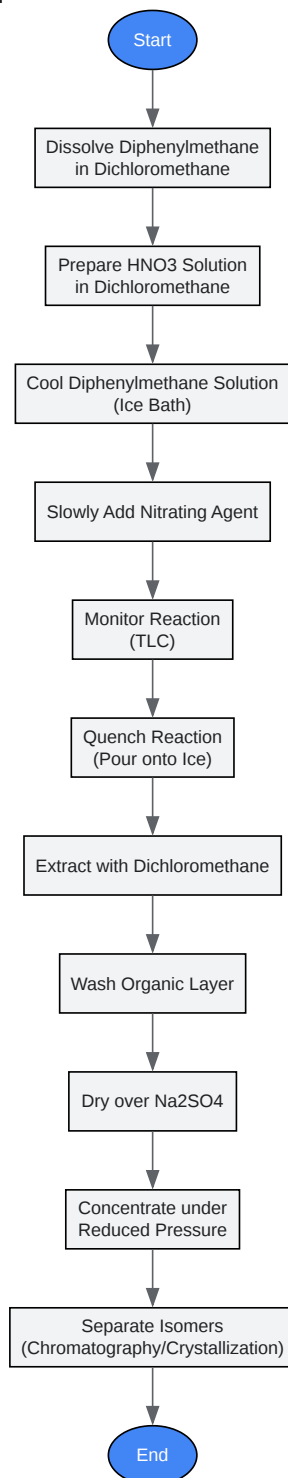 Start
Dissolve Diphenylmethane
in Dichloromethane
Prepare HNO3 Solution
in Dichloromethane
Cool Diphenylmethane Solution
(Ice Bath)
Slowly Add Nitrating Agent
Monitor Reaction
(TLC)
Quench Reaction
(Pour onto Ice)
Extract with Dichloromethane
Wash Organic Layer
Dry over Na2SO4
Concentrate under
Reduced Pressure
Separate Isomers
(Chromatography/Crystallization)
End